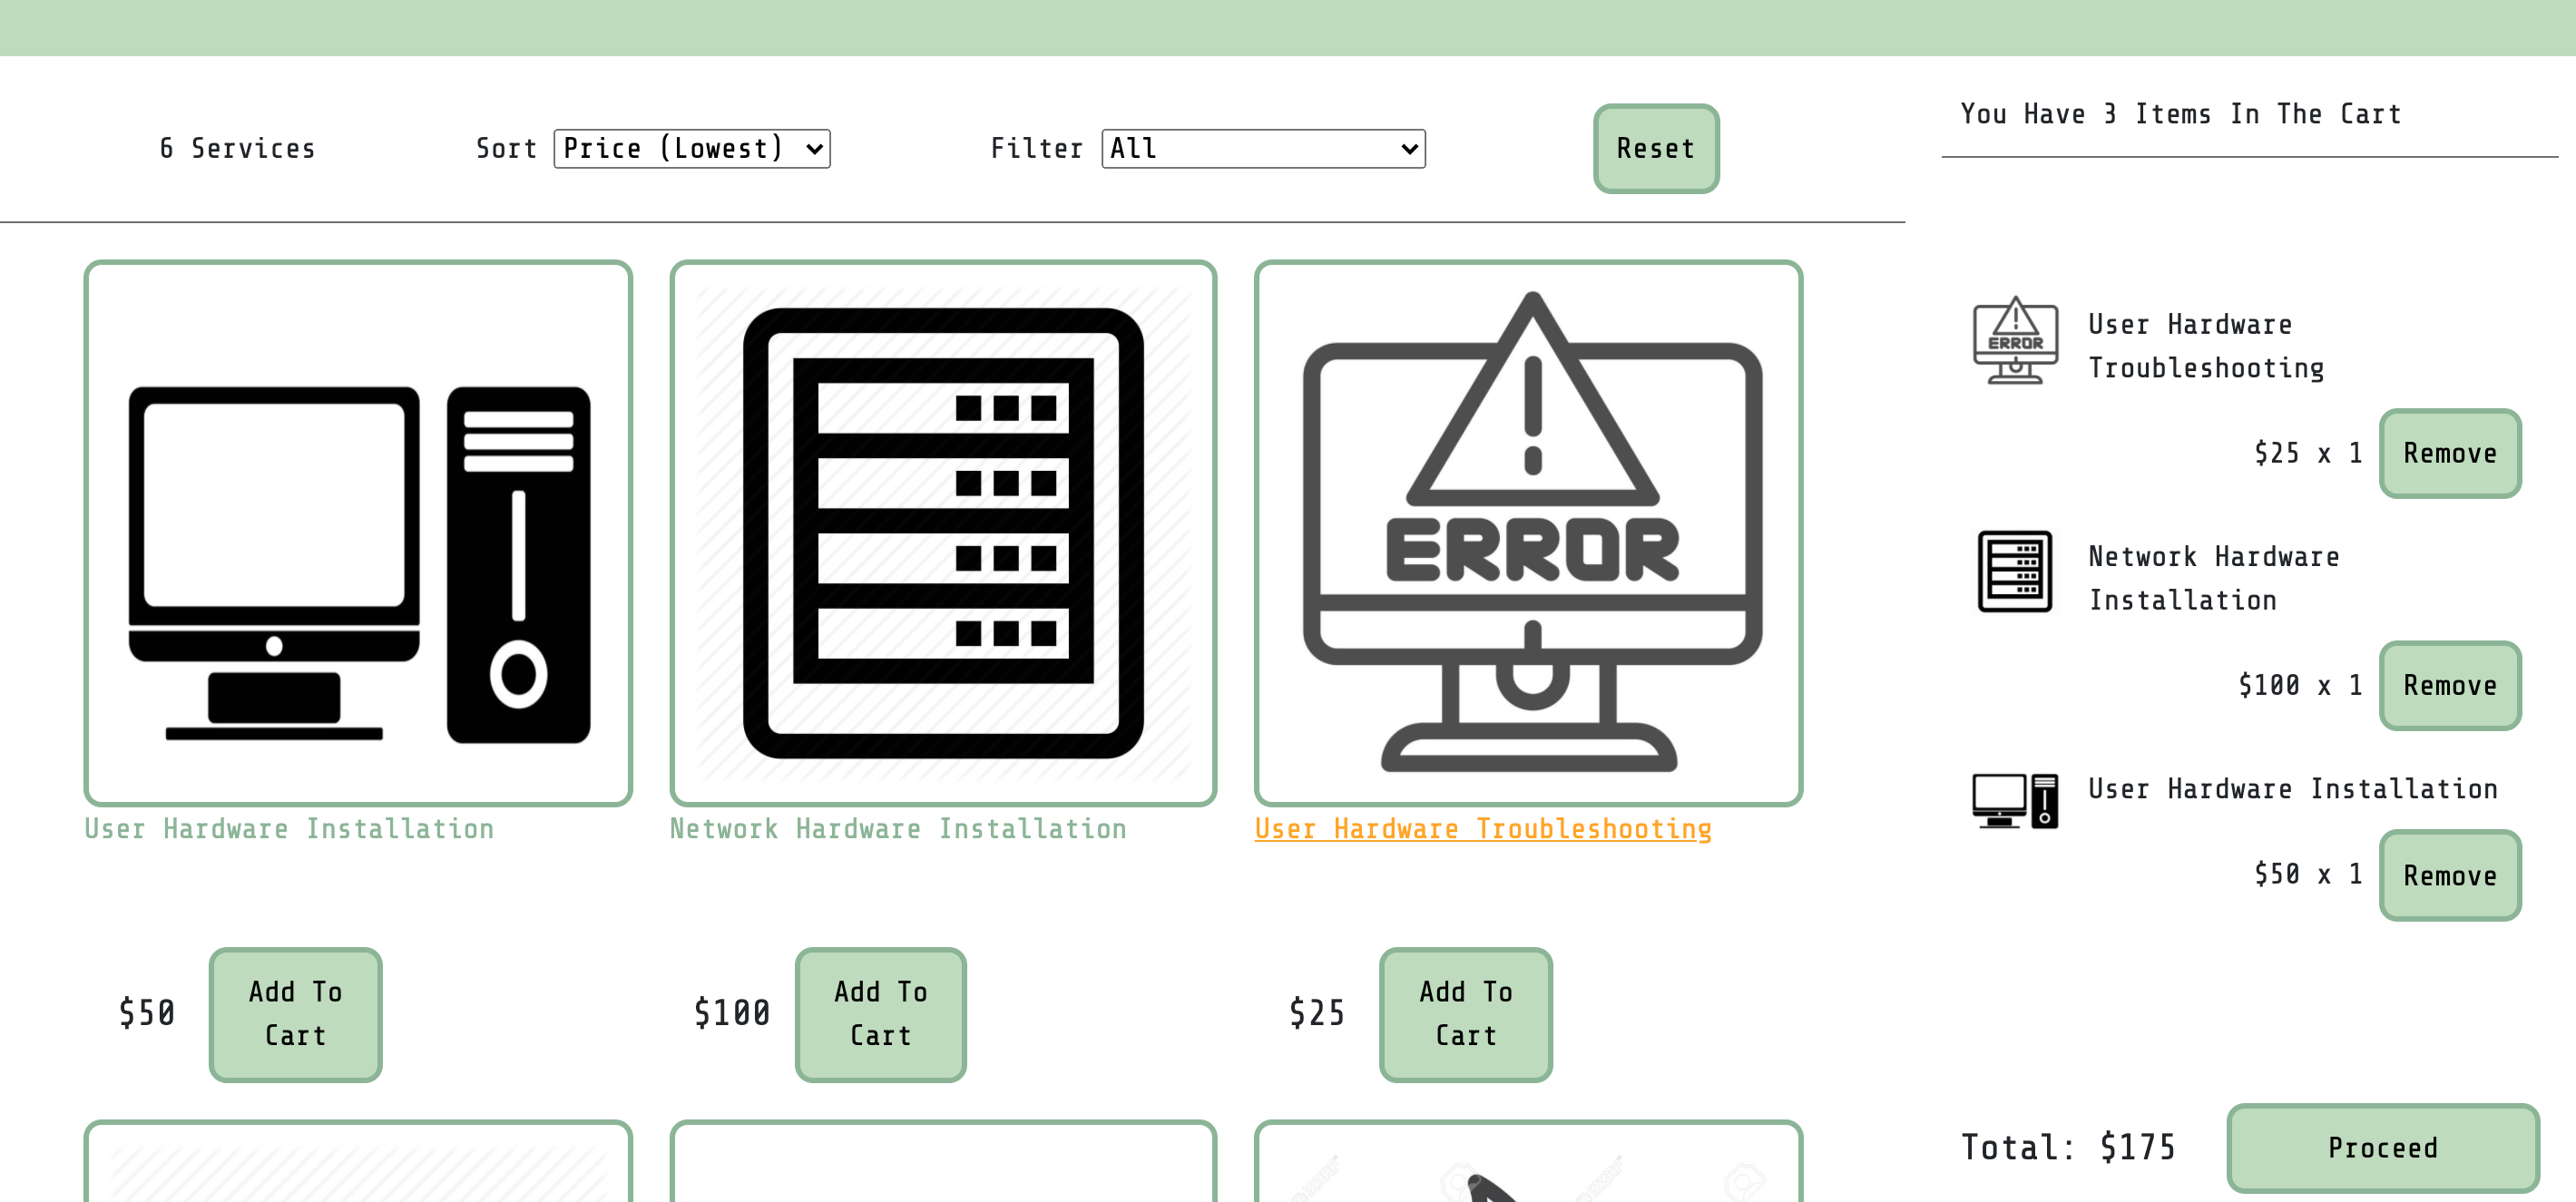 6 Services
Sort Price (Lowest)
Filter All
Reset
You Have 3 Items In The Cart
ERROR
User Hardware Installation
Network Hardware Installation
User Hardware Troubleshooting
$50
Add To
Cart
$100
Add To
Cart
$25
Add To
Cart
ERROR
User Hardware
Troubleshooting
$25 x 1
Remove
Network Hardware
Installation
$100 x 1
Remove
User Hardware Installation
$50 x 1
Remove
Total: $175
Proceed